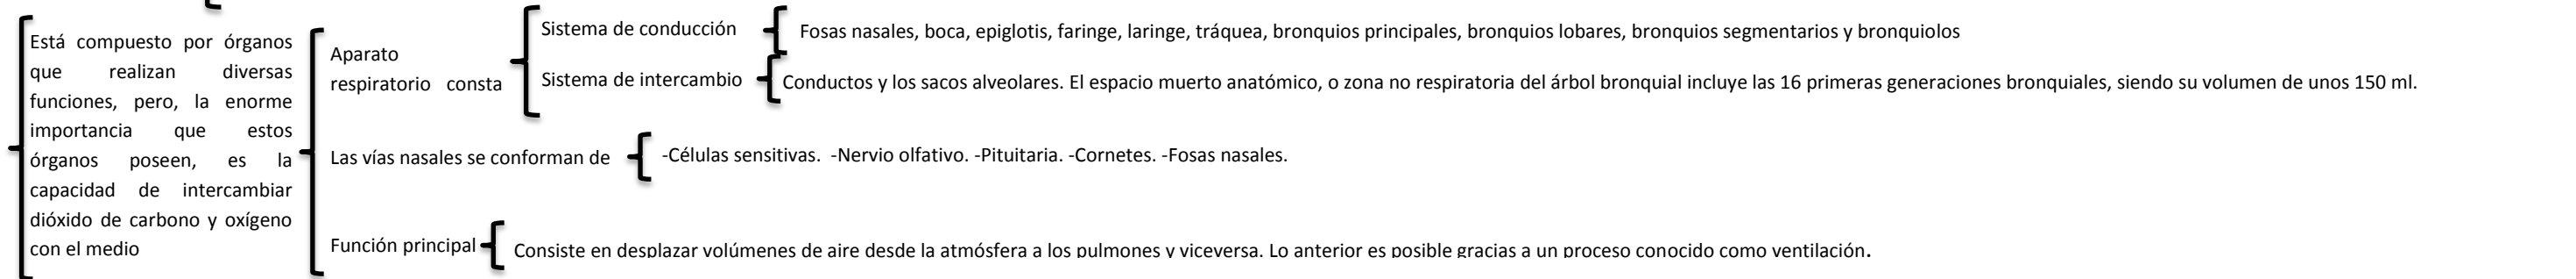 Está compuesto por órganos
que realizan diversas
funciones, pero, la enorme
importancia que estos
órganos poseen, es la
capacidad de intercambiar
dióxido de carbono y oxígeno
con el medio
Aparato
respiratorio consta
Sistema de conducción
Fosas nasales, boca, epiglotis, faringe, laringe, tráquea, bronquios principales, bronquios lobares, bronquios segmentarios y bronquiolos
Sistema de intercambio
Conductos y los sacos alveolares. El espacio muerto anatómico, o zona no respiratoria del árbol bronquial incluye las 16 primeras generaciones bronquiales, siendo su volumen de unos 150 ml.
Las vías nasales se conforman de
-Células sensitivas. -Nervio olfativo. -Pituitaria. -Cornetes. -Fosas nasales.
Función principal
Consiste en desplazar volúmenes de aire desde la atmósfera a los pulmones y viceversa. Lo anterior es posible gracias a un proceso conocido como ventilación.